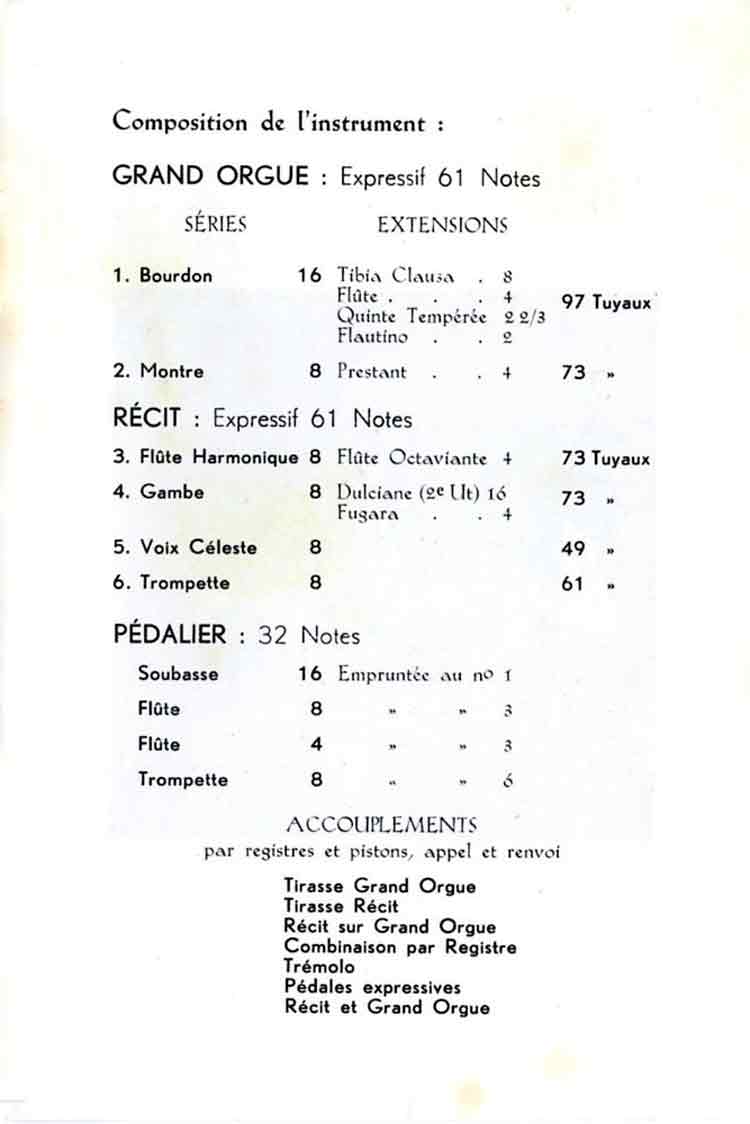 Composition de l'instrument :
GRAND ORGUE : Expressif 61 Notes
SÉRIES EXTENSIONS
1. Bourdon 16 Tibia Clausa . 8
Flûte . . . 4 97 Tuyaux
Quinte Tempérée 2 2/3
Flautino . . 2
2. Montre 8 Prestant . . 4 73 »
RÉCIT : Expressif 61 Notes
3. Flûte Harmonique 8 Flûte Octaviante 4 73 Tuyaux
4. Gambe 8 Dulciane (2e Ut) 16 73 »
Fugara . . 4
5. Voix Céleste 8 49 »
6. Trompette 8 61 »
PÉDALIER : 32 Notes
Soubasse 16 Empruntée au no 1
Flûte 8 » » 3
Flûte 4 » » 3
Trompette 8 « » 6
ACCOUPLEMENTS
par registres et pistons, appel et renvoi
Tirasse Grand Orgue
Tirasse Récit
Récit sur Grand Orgue
Combinaison par Registre
Trémolo
Pédales expressives
Récit et Grand Orgue